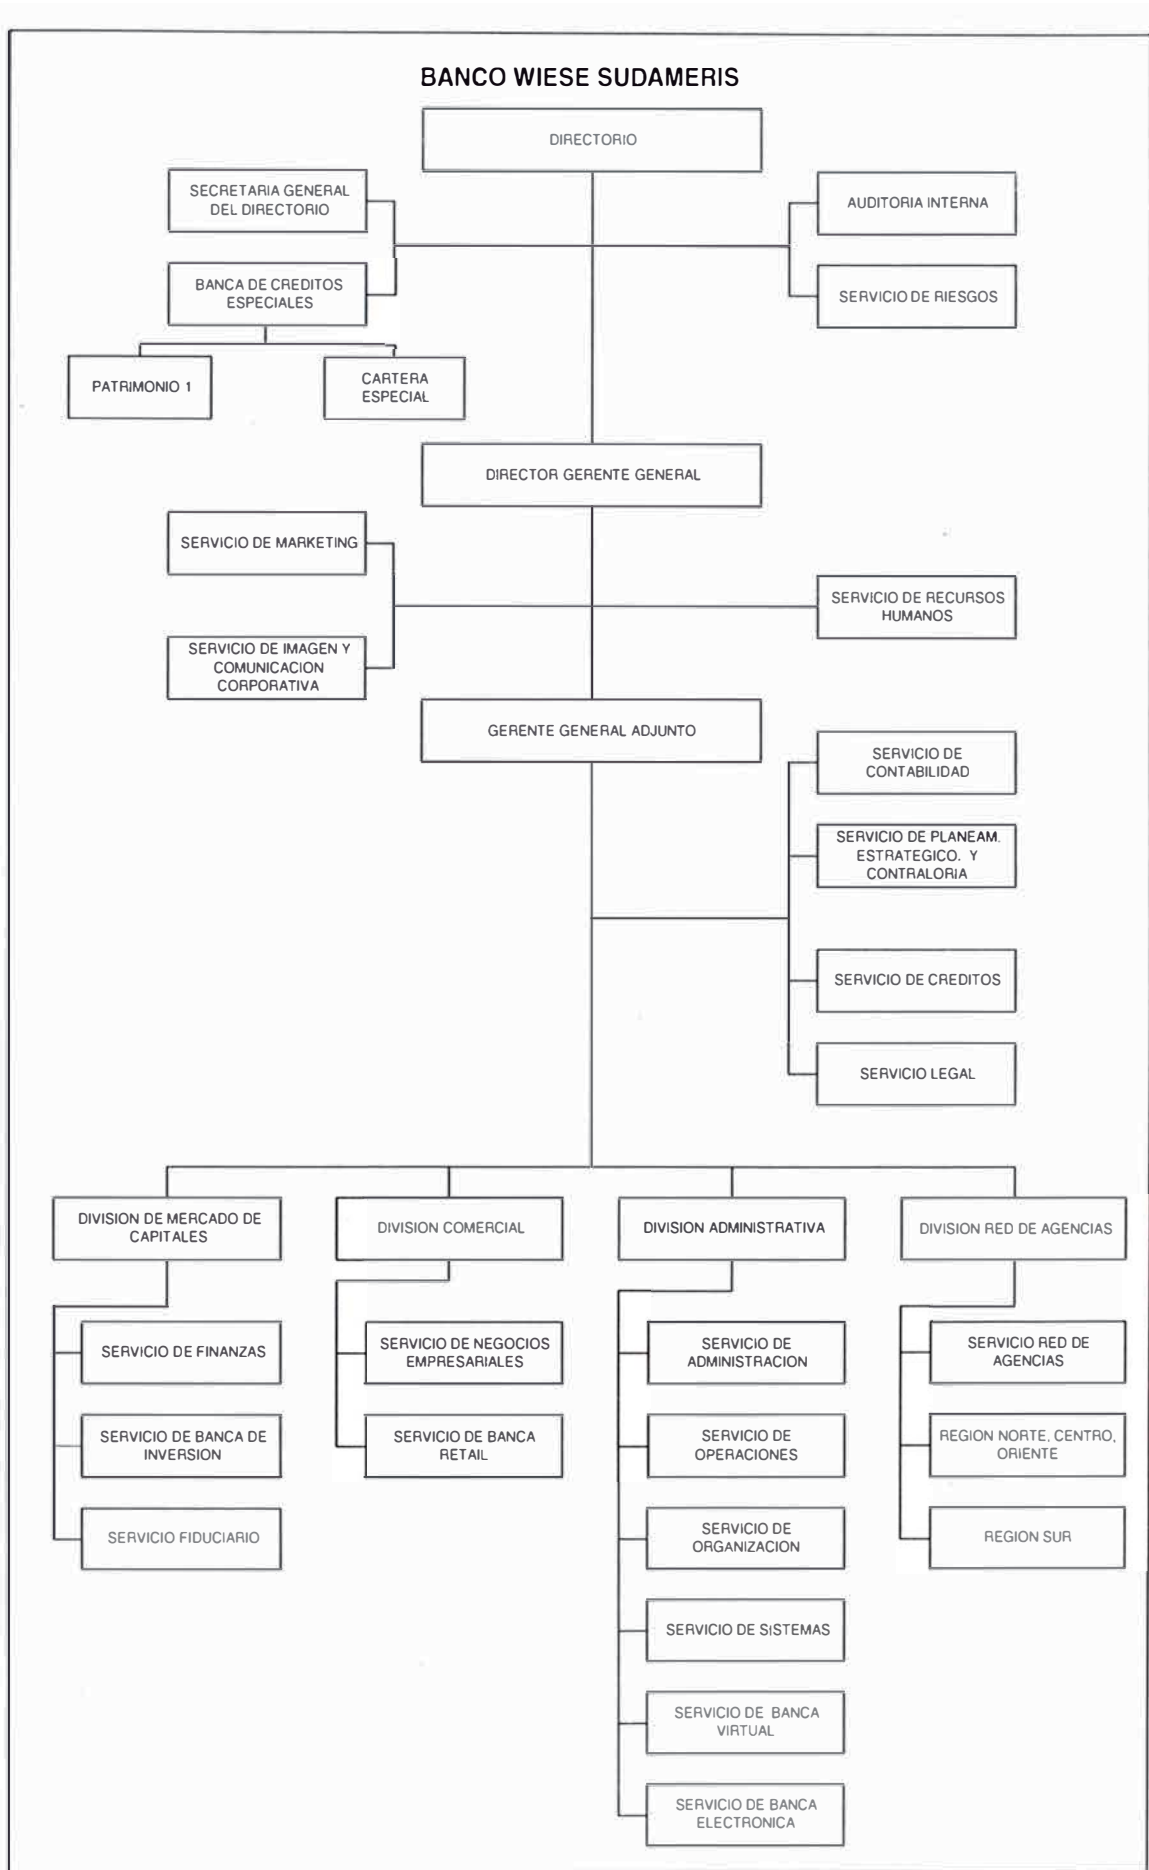 BANCO WIESE SUDAMERIS
DIRECTORIO
SECRETARIA GENERAL
DEL DIRECTORIO
AUDITORIA INTERNA
BANCA DE CREDITOS
ESPECIALES
SERVICIO DE RIESGOS
PATRIMONIO 1
CARTERA
ESPECIAL
DIRECTOR GERENTE GENERAL
SERVICIO DE MARKETING
SERVICIO DE RECURSOS
HUMANOS
SERVICIO DE IMAGEN Y
COMUNICACION
CORPORATIVA
GERENTE GENERAL ADJUNTO
SERVICIO DE
CONTABILIDAD
SERVICIO DE PLANEAM.
ESTRATEGICO. Y
CONTRALORIA
SERVICIO DE CREDITOS
SERVICIO LEGAL
DIVISION DE MERCADO DE
CAPITALES
DIVISION COMERCIAL
DIVISION ADMINISTRATIVA
DIVISION RED DE AGENCIAS
SERVICIO DE FINANZAS
SERVICIO DE NEGOCIOS
EMPRESARIALES
SERVICIO DE
ADMINISTRACION
SERVICIO RED DE
AGENCIAS
SERVICIO DE BANCA DE
INVERSION
SERVICIO DE BANCA
RETAIL
SERVICIO DE
OPERACIONES
REGION NORTE, CENTRO,
ORIENTE
SERVICIO FIDUCIARIO
SERVICIO DE
ORGANIZACION
REGION SUR
SERVICIO DE SISTEMAS
SERVICIO DE BANCA
VIRTUAL
SERVICIO DE BANCA
ELECTRONICA